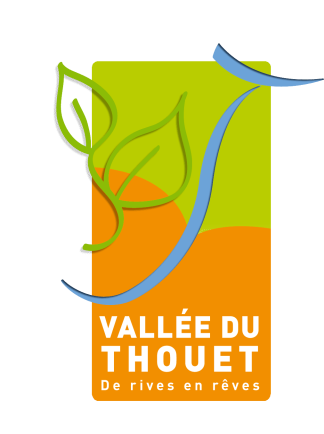 VALLÉE DU
THOUET
De rives en rêves